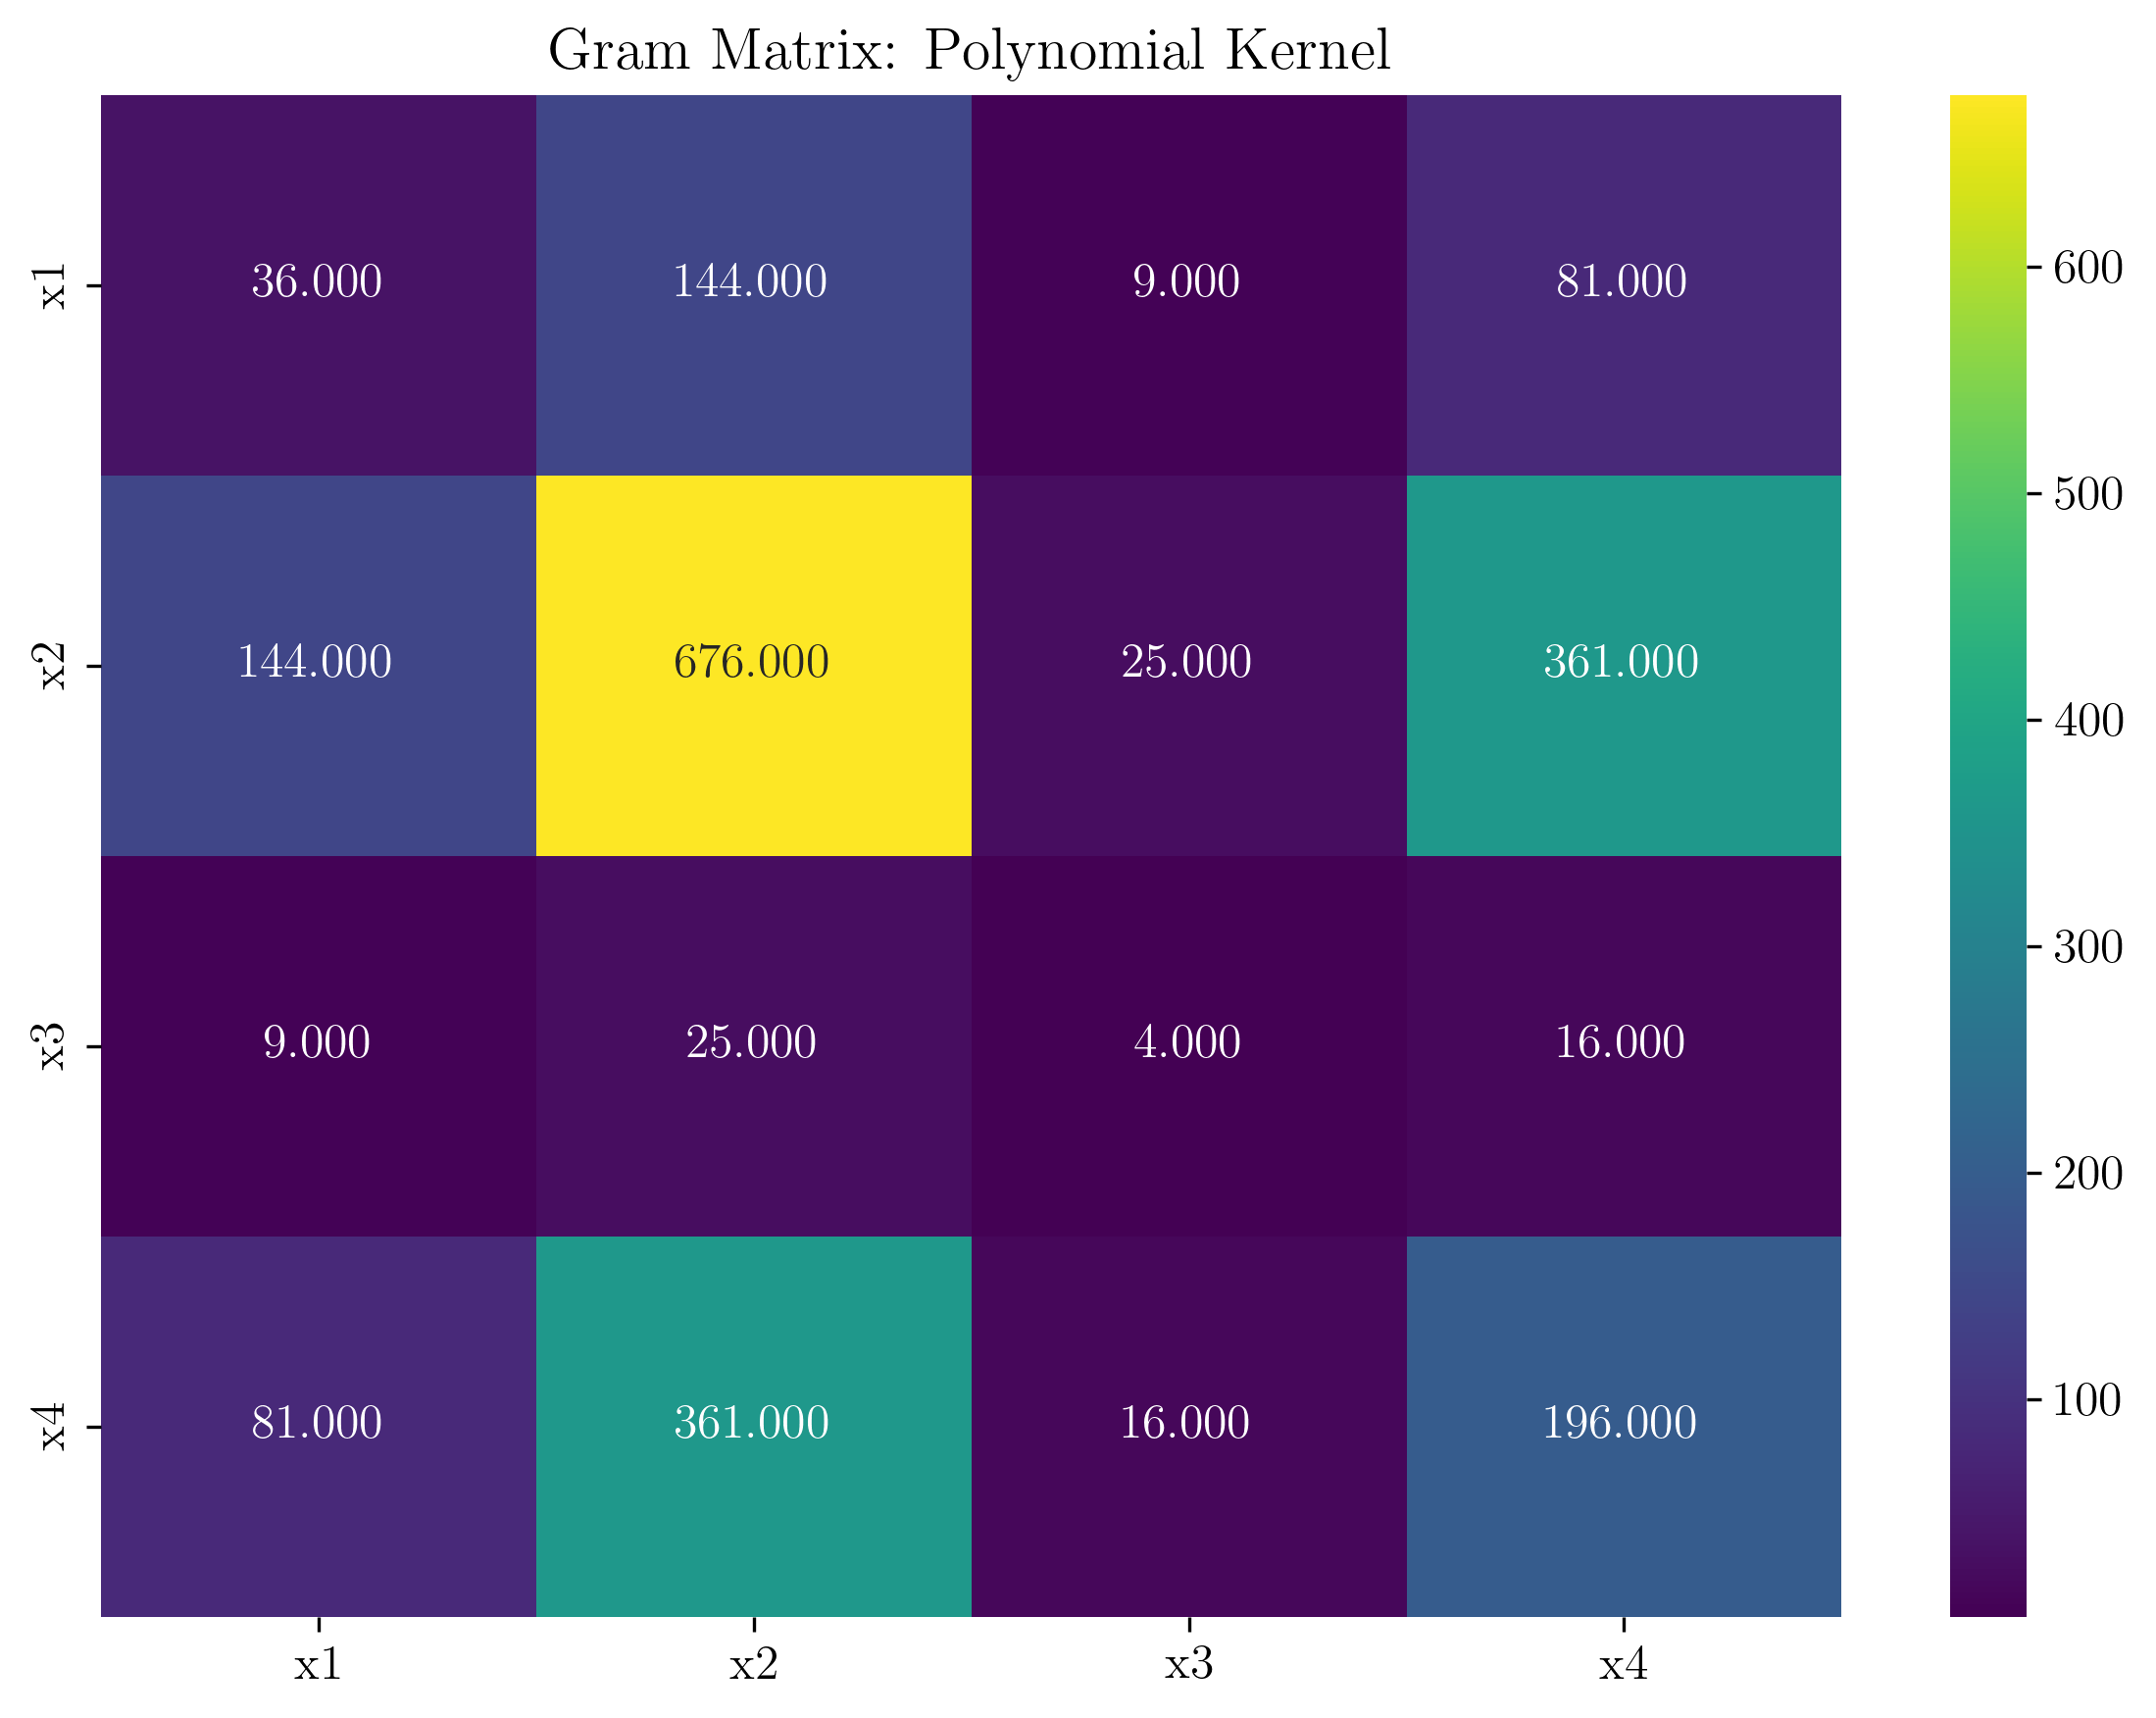 Gram Matrix: Polynomial Kernel
x1 36.000 144.000 9.000 81.000
x2 144.000 676.000 25.000 361.000
x3 9.000 25.000 4.000 16.000
x4 81.000 361.000 16.000 196.000
x1 x2 x3 x4
600
500
400
300
200
100